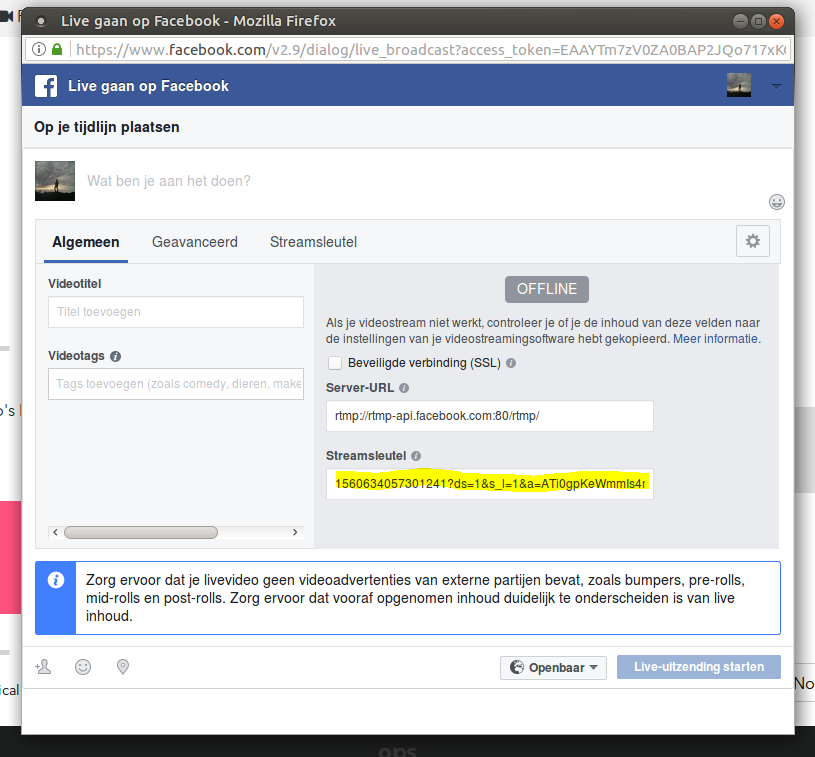 Live gaan op Facebook - Mozilla Firefox
https://www.facebook.com/v2.9/dialog/live_broadcast?access_token=EAAYTm7zV0ZA0BAP2JQo717xK
Live gaan op Facebook
Op je tijdlijn plaatsen
Wat ben je aan het doen?
Algemeen Geavanceerd Streamsleutel
Videotitel
Titel toevoegen
Videotags
Tags toevoegen (zoals comedy, dieren, make
OFFLINE
Als je videostream niet werkt, controleer je of je de inhoud van deze velden naar
de instellingen van je videostreamingsoftware hebt gekopieerd. Meer informatie.
Beveiligde verbinding (SSL)
Server-URL
rtmp://rtmp-api.facebook.com:80/rtmp/
Streamsleutel
1560634057301241?ds=1&s_l=1&a=ATi0gpKeWmmls4r
Zorg ervoor dat je livevideo geen videoadvertenties van externe partijen bevat, zoals bumpers, pre-rolls,
mid-rolls en post-rolls. Zorg ervoor dat vooraf opgenomen inhoud duidelijk te onderscheiden is van live
inhoud.
Openbaar Live-uitzending starten
o's
ical
No
ops